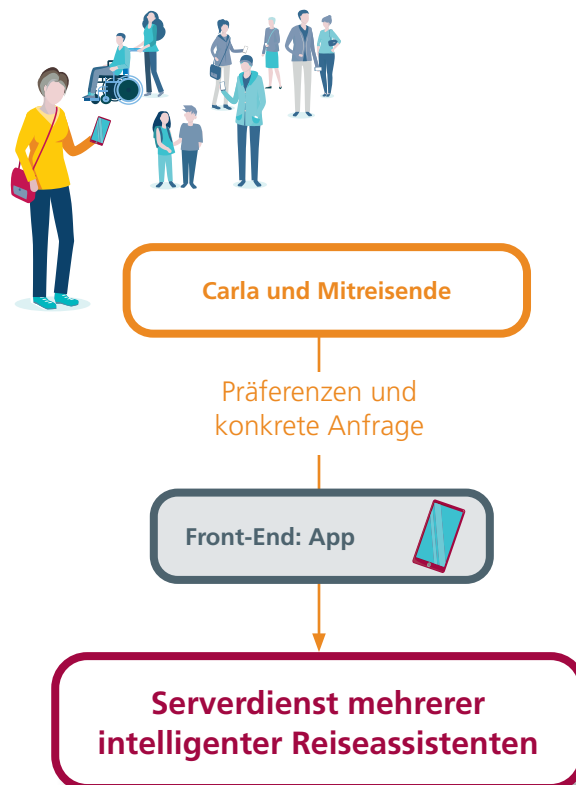 Carla und Mitreisende
Präferenzen und
konkrete Anfrage
Front-End: App
Serverdienst mehrerer
intelligenter Reiseassistenten